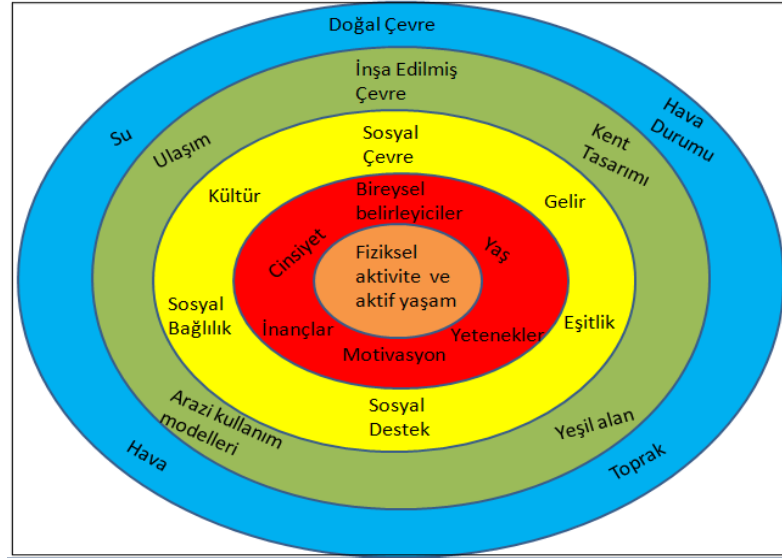 Doğal Çevre
Su
Hava
Durumu
Hava
Toprak
İnşa Edilmiş
Çevre
Ulaşım
Kent
Tasarımı
Arazi kullanım
modelleri
Yeşil alan
Sosyal
Çevre
Kültür
Gelir
Sosyal
Bağlılık
Eşitlik
Sosyal
Destek
Bireysel
belirleyiciler
Cinsiyet
Yaş
İnançlar
Motivasyon
Yetenekler
Fiziksel
aktivite ve
aktif yaşam